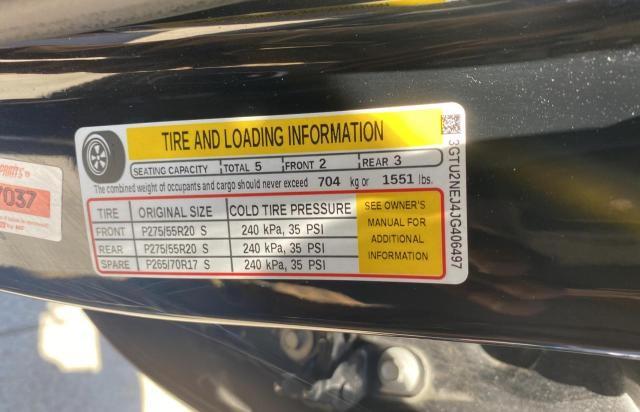 TIRE AND LOADING INFORMATION
SEATING CAPACITY TOTAL 5 FRONT 2 REAR 3
The combined weight of occupants and cargo should never exceed 704 kg or 1551 lbs.
TIRE ORIGINAL SIZE COLD TIRE PRESSURE
FRONT P275/55R20 S 240 kPa, 35 PSI
REAR P275/55R20 S 240 kPa, 35 PSI
SPARE P265/70R17 S 240 kPa, 35 PSI
SEE OWNER'S
MANUAL FOR
ADDITIONAL
INFORMATION
3GTU2NEJJG406497
PARTS
7037